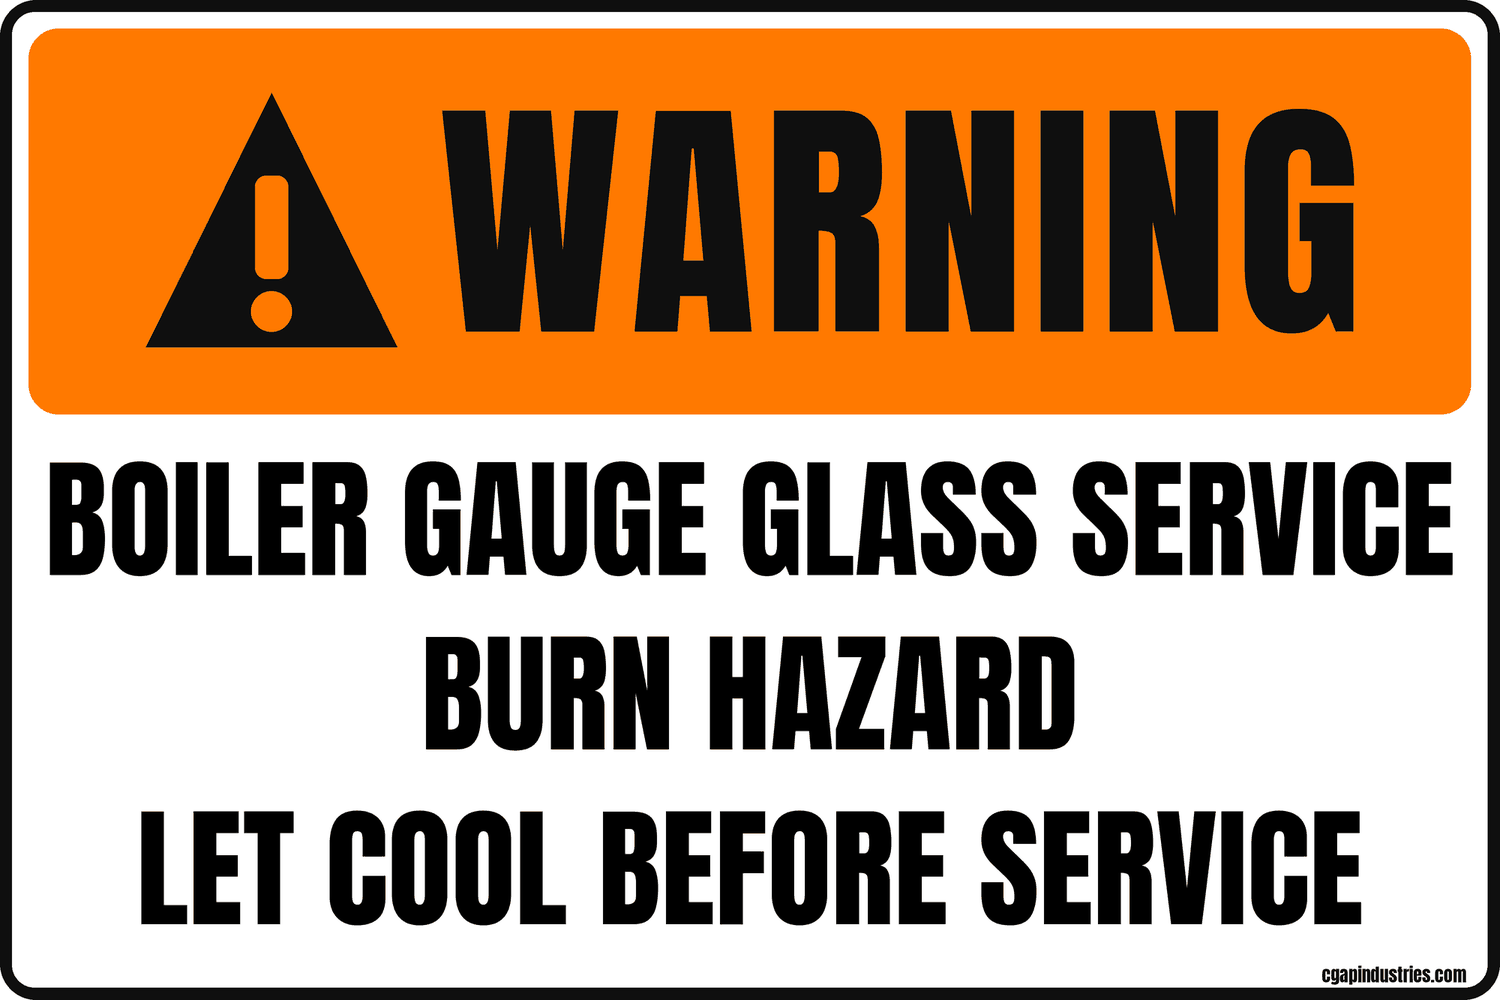 WARNING
BOILER GAUGE GLASS SERVICE
BURN HAZARD
LET COOL BEFORE SERVICE
cgapindustries.com